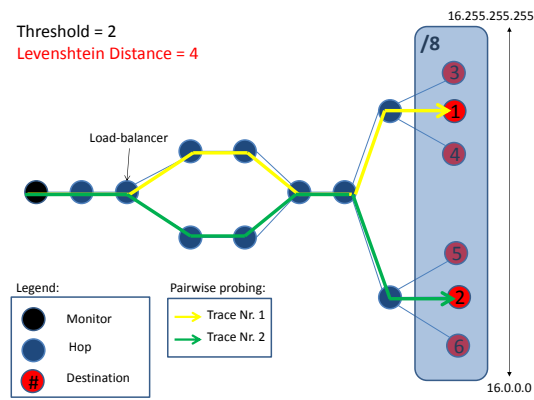 16.255.255.255
Threshold = 2
Levenshtein Distance = 4
/8
3
1
4
Load-balancer
5
2
6
Legend:
Monitor
Hop
# Destination
Pairwise probing:
Trace Nr. 1
Trace Nr. 2
16.0.0.0